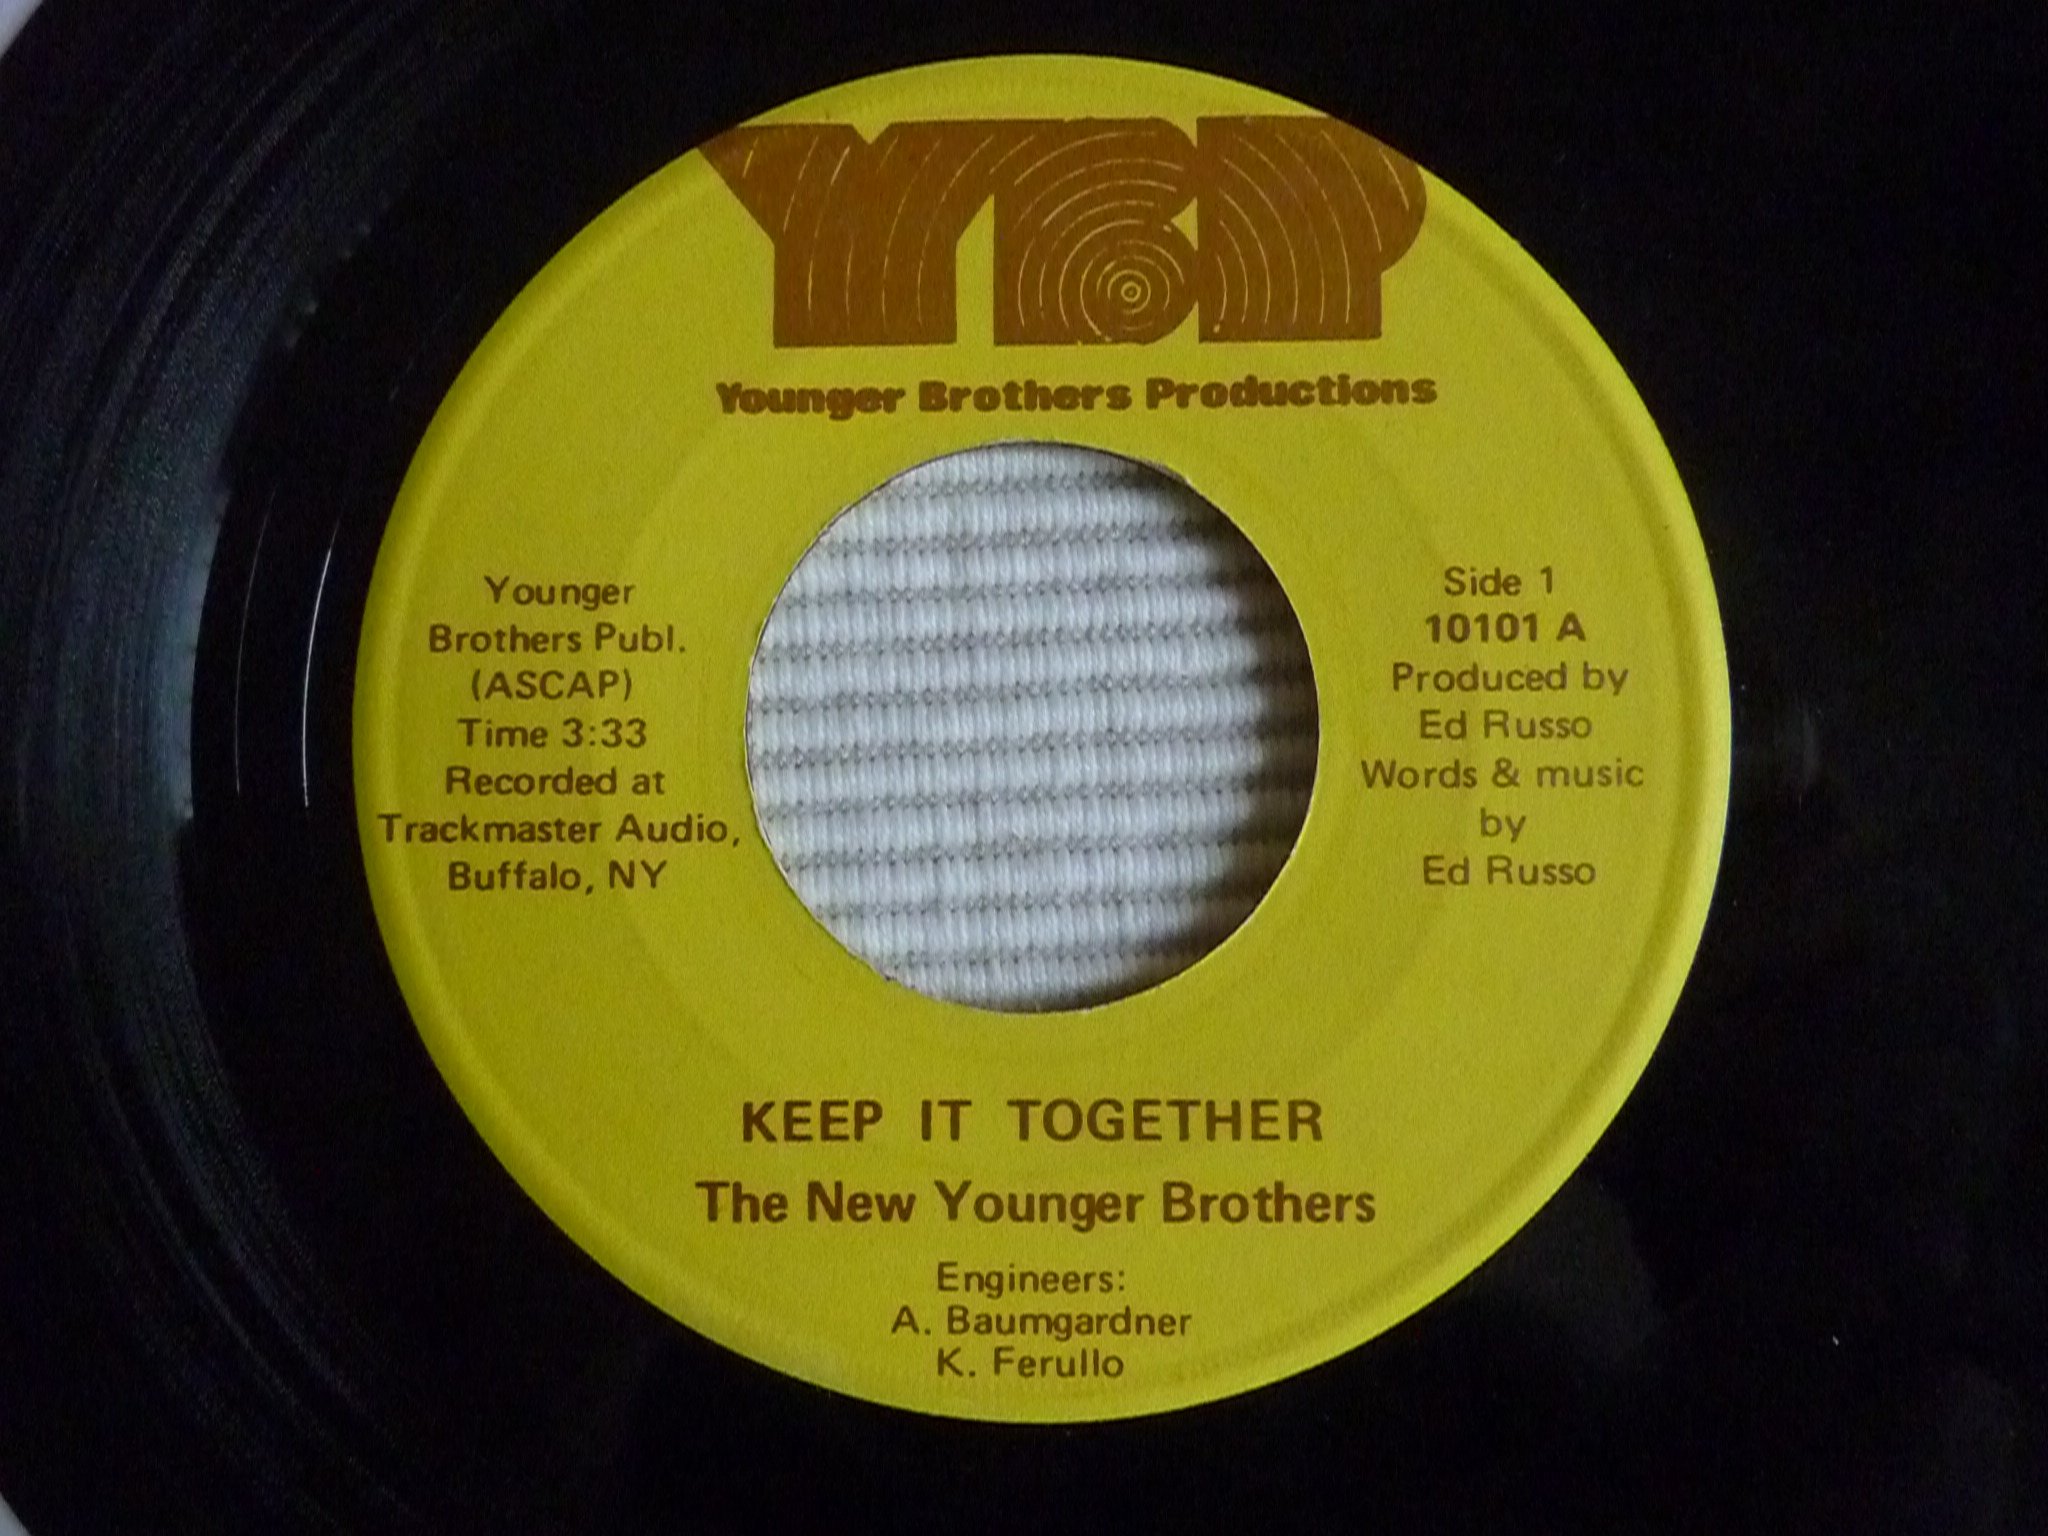 YBP
Younger Brothers Productions
Younger
Brothers Publ.
(ASCAP)
Time 3:33
Recorded at
Trackmaster Audio,
Buffalo, NY
Side 1
10101 A
Produced by
Ed Russo
Words & music
by
Ed Russo
KEEP IT TOGETHER
The New Younger Brothers
Engineers:
A. Baumgardner
K. Ferullo